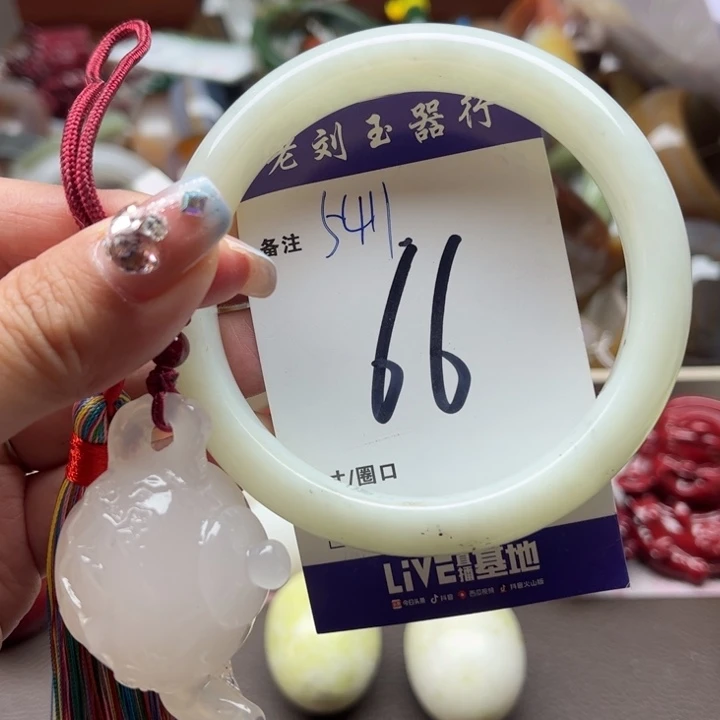 老刘玉器行
备注 5411
66
寸/圈口
LiVE直播基地
今日头条 抖音 西瓜视频 抖音火山版